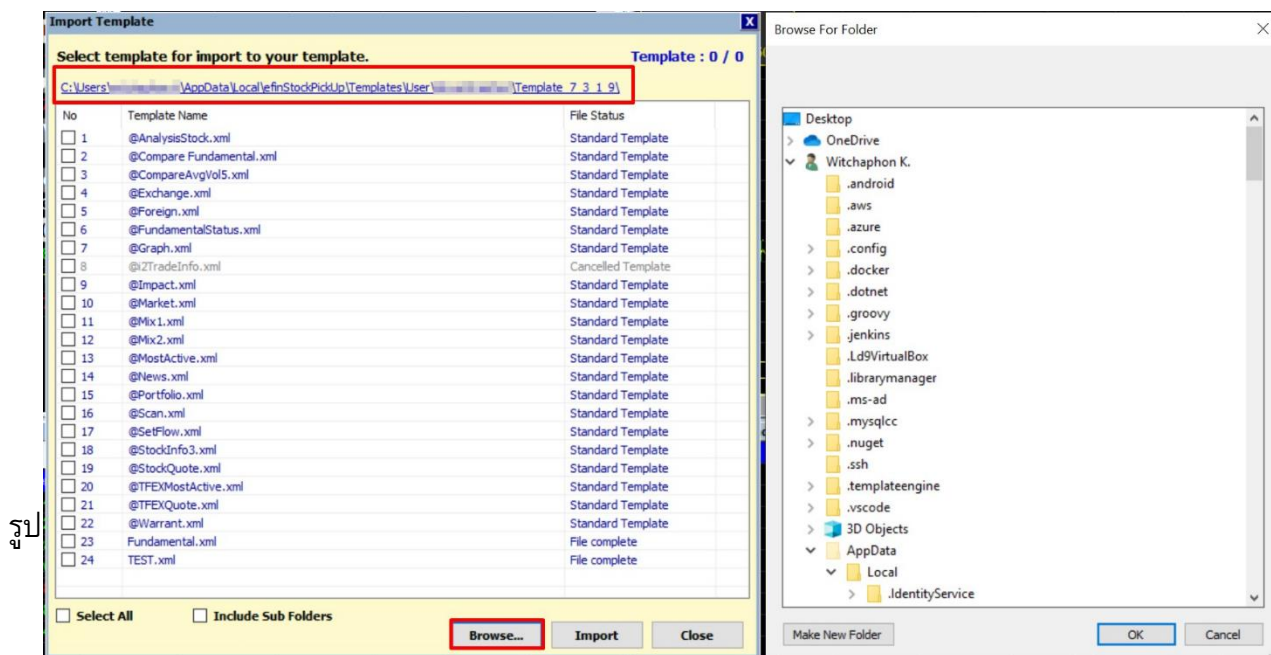 Import Template
X
Select template for import to your template.
Template : 0 / 0
C:\Users\ \AppData\Local\efinStockPickUp\Templates\User\ \Template_7_3_1_9\
No Template Name File Status
1 @AnalysisStock.xml Standard Template
2 @Compare Fundamental.xml Standard Template
3 @CompareAvgVol5.xml Standard Template
4 @Exchange.xml Standard Template
5 @Foreign.xml Standard Template
6 @FundamentalStatus.xml Standard Template
7 @Graph.xml Standard Template
8 @i2TradeInfo.xml Cancelled Template
9 @Impact.xml Standard Template
10 @Market.xml Standard Template
11 @Mix1.xml Standard Template
12 @Mix2.xml Standard Template
13 @MostActive.xml Standard Template
14 @News.xml Standard Template
15 @Portfolio.xml Standard Template
16 @Scan.xml Standard Template
17 @SetFlow.xml Standard Template
18 @StockInfo3.xml Standard Template
19 @StockQuote.xml Standard Template
20 @TFEXMostActive.xml Standard Template
21 @TFEXQuote.xml Standard Template
22 @Warrant.xml Standard Template
23 Fundamental.xml File complete
24 TEST.xml File complete
Select All Include Sub Folders
Browse... Import Close
รูป
Browse For Folder
Desktop
OneDrive
Witchaphon K.
.android
.aws
.azure
.config
.docker
.dotnet
.groovy
.jenkins
.Ld9VirtualBox
.librarymanager
.ms-ad
.mysqlcc
.nuget
.ssh
.templateengine
.vscode
3D Objects
AppData
Local
.IdentityService
Make New Folder OK Cancel